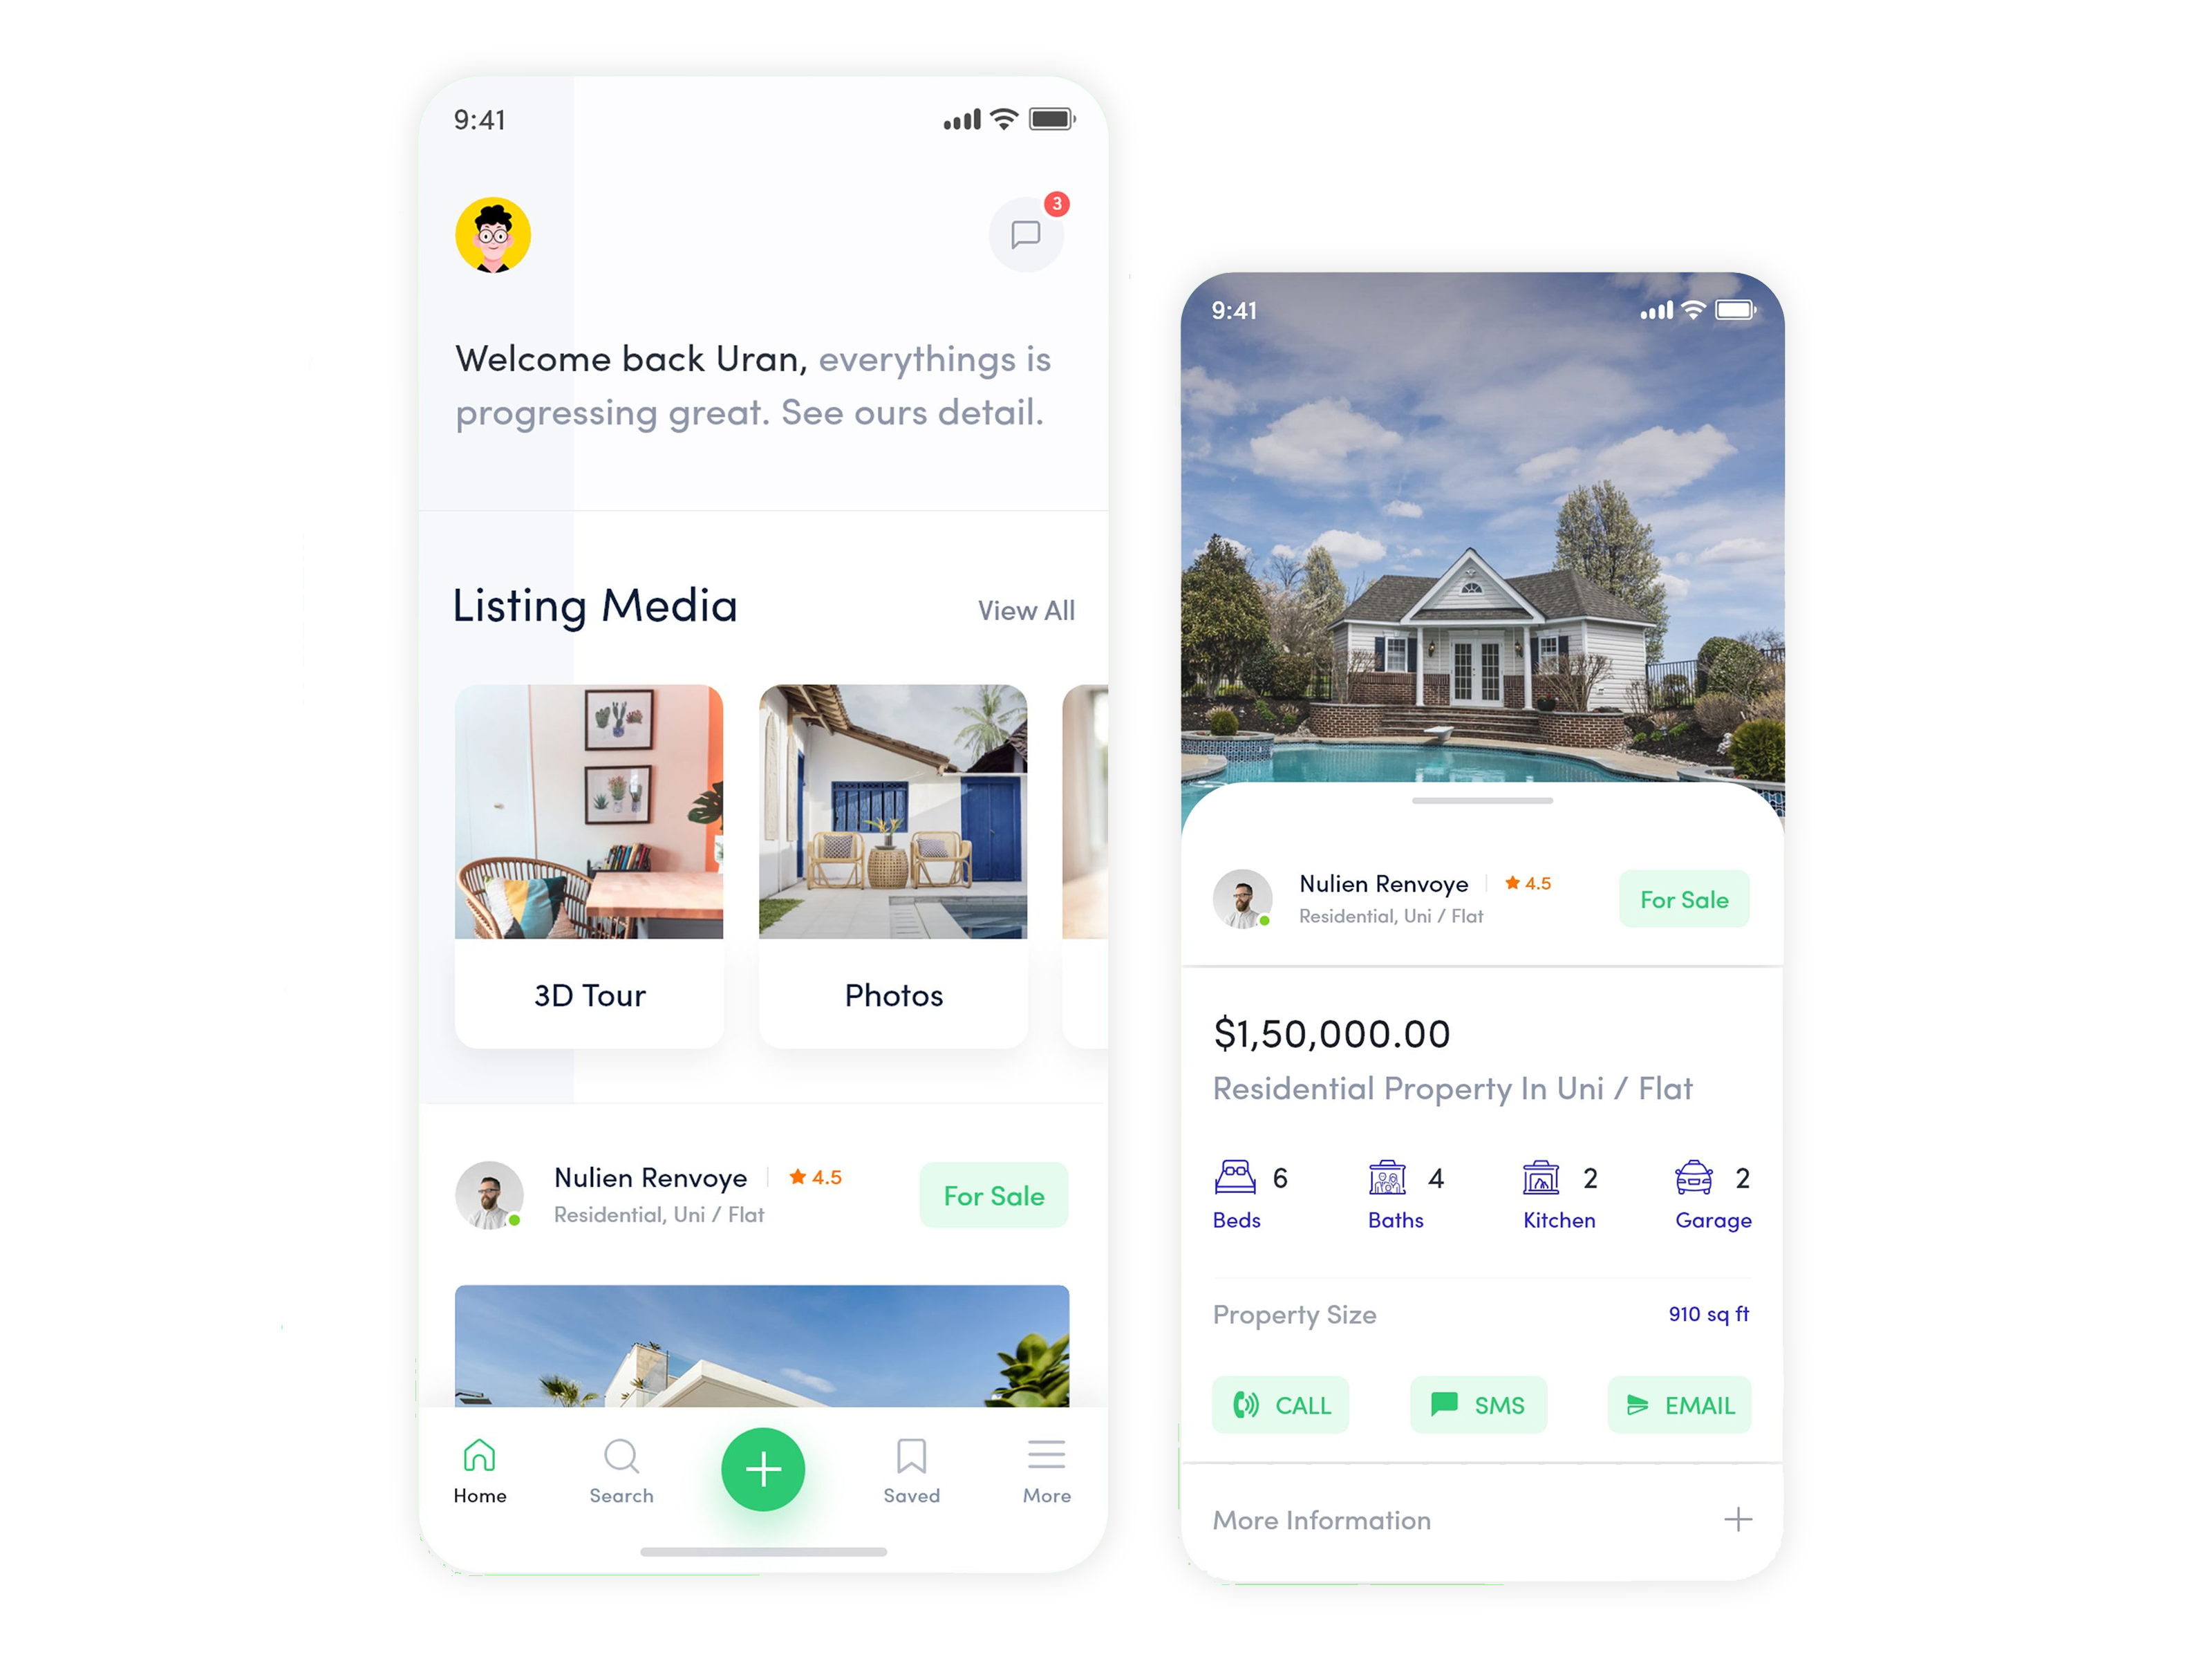 9:41
3
Welcome back Uran, everythings is
progressing great. See ours detail.
Listing Media
View All
3D Tour
Photos
Nulien Renvoye
4.5
Residential, Uni / Flat
For Sale
Home
Search
Saved
More
9:41
Nulien Renvoye
4.5
Residential, Uni / Flat
For Sale
$1,50,000.00
Residential Property In Uni / Flat
6
4
2
2
Beds
Baths
Kitchen
Garage
Property Size
910 sq ft
CALL
SMS
EMAIL
More Information